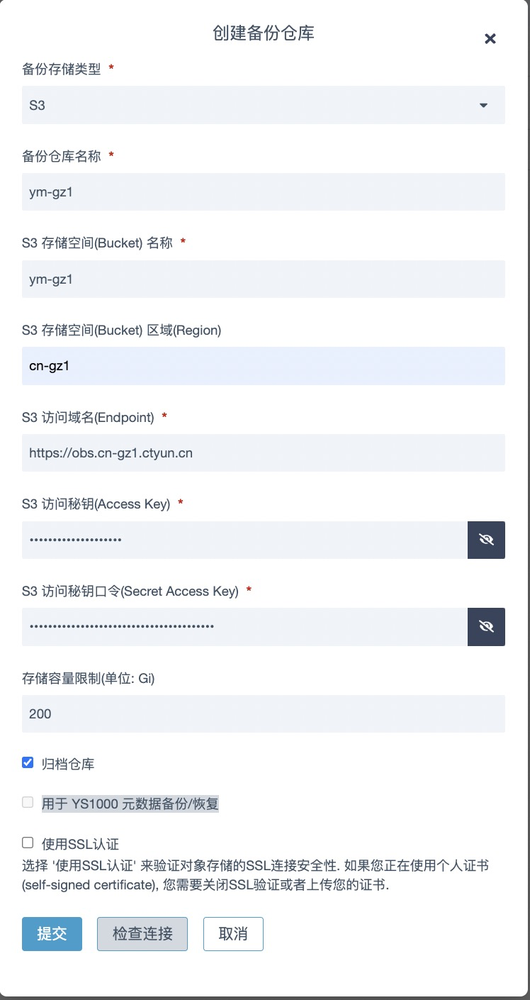 创建备份仓库
备份存储类型 *
S3
备份仓库名称 *
ym-gz1
S3 存储空间(Bucket) 名称 *
ym-gz1
S3 存储空间(Bucket) 区域(Region)
cn-gz1
S3 访问域名(Endpoint) *
https://obs.cn-gz1.ctyun.cn
S3 访问秘钥(Access Key) *
S3 访问秘钥口令(Secret Access Key) *
存储容量限制(单位: Gi)
200
归档仓库
用于 YS1000 元数据备份/恢复
使用SSL认证
选择 '使用SSL认证' 来验证对象存储的SSL连接安全性. 如果您正在使用个人证书
(self-signed certificate), 您需要关闭SSL验证或者上传您的证书.
提交 检查连接 取消